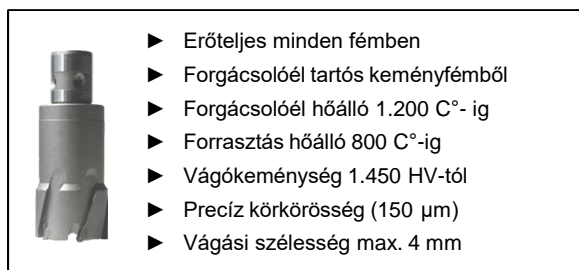 ► Erőteljes minden fémben
► Forgácsolóél tartós keményfémből
► Forgácsolóél hőálló 1.200 C°- ig
► Forrasztás hőálló 800 C°-ig
► Vágókeménység 1.450 HV-tól
► Precíz körkörösség (150 µm)
► Vágási szélesség max. 4 mm